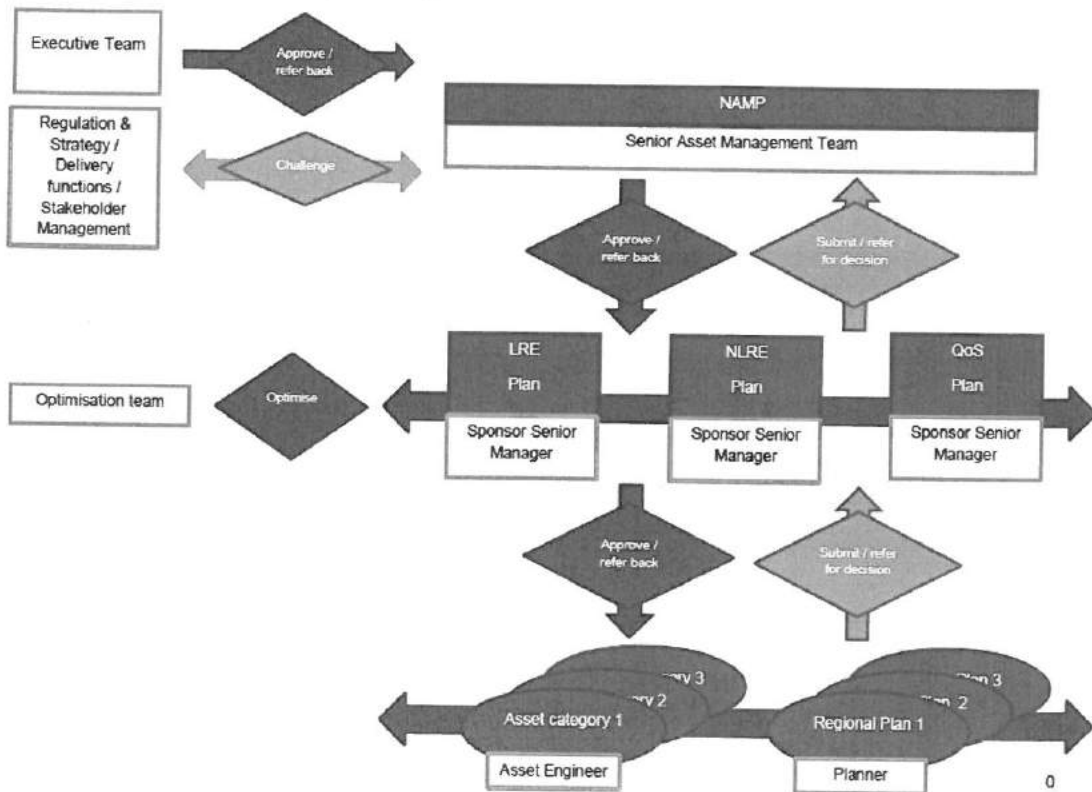 Executive Team
Approve /
refer back
NAMP
Senior Asset Management Team
Regulation &
Strategy /
Delivery
functions /
Stakeholder
Management
Challenge
Approve /
refer back
Submit / refer
for decision
LRE
Plan
NLRE
Plan
QoS
Plan
Optimisation team
Optimise
Sponsor Senior
Manager
Sponsor Senior
Manager
Sponsor Senior
Manager
Approve /
refer back
Submit / refer
for decision
3
2
Asset category 1
Plan 3
2
Regional Plan 1
Asset Engineer
Planner
0